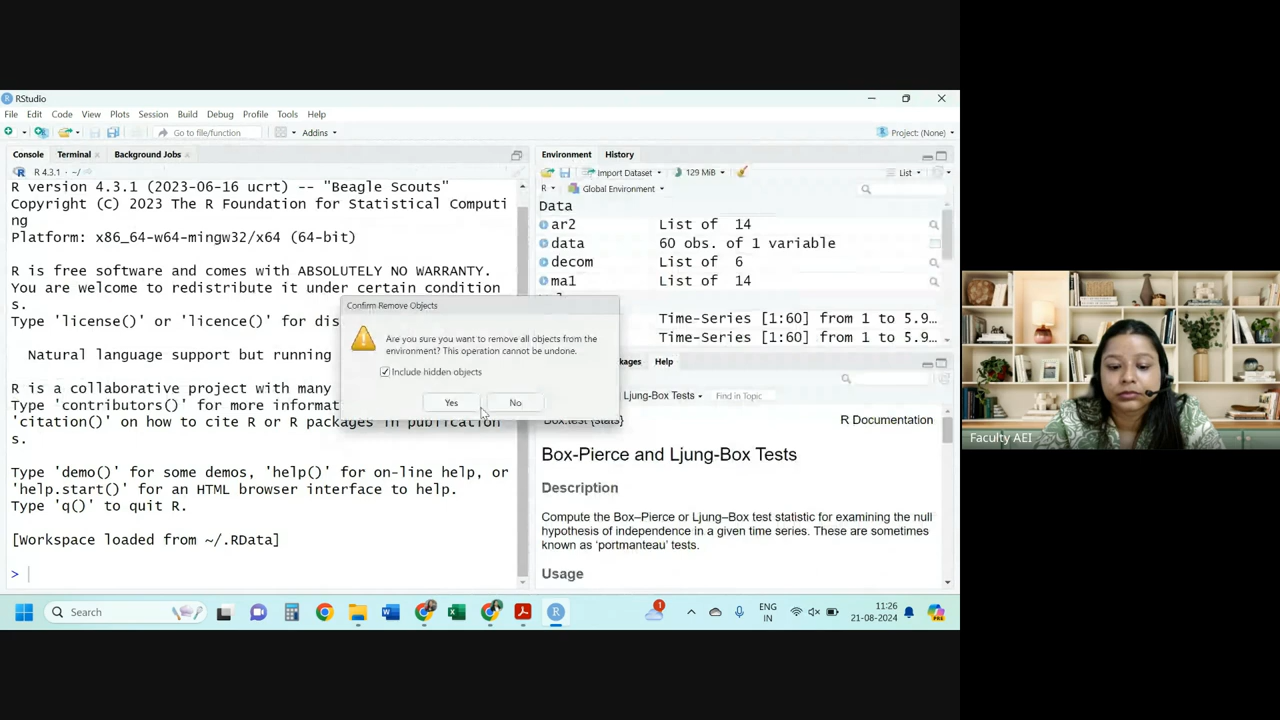 RStudio
File Edit Code View Plots Session Build Debug Profile Tools Help
Go to file/function
Addins
Project: (None)
Console Terminal Background Jobs
R 4.3.1 · ~/
R version 4.3.1 (2023-06-16 ucrt) -- "Beagle Scouts"
Copyright (C) 2023 The R Foundation for Statistical Computi
ng
Platform: x86_64-w64-mingw32/x64 (64-bit)
R is free software and comes with ABSOLUTELY NO WARRANTY.
You are welcome to redistribute it under certain condition
s.
Type 'license()' or 'licence()' for dis
Natural language support but running
R is a collaborative project with many
Type 'contributors()' for more informat
'citation()' on how to cite R or R packages in publication
s.
Type 'demo()' for some demos, 'help()' for on-line help, or
'help.start()' for an HTML browser interface to help.
Type 'q()' to quit R.
[Workspace loaded from ~/.RData]
>
Confirm Remove Objects
Are you sure you want to remove all objects from the
environment? This operation cannot be undone.
Include hidden objects
Yes No
Environment History
Import Dataset 129 MiB List
R Global Environment
Data
ar2 List of 14
data 60 obs. of 1 variable
decom List of 6
ma1 List of 14
Time-Series [1:60] from 1 to 5.9…
Time-Series [1:60] from 1 to 5.9…
kages Help
Ljung-Box Tests Find in Topic
Box.test {stats} R Documentation
Box-Pierce and Ljung-Box Tests
Description
Compute the Box–Pierce or Ljung–Box test statistic for examining the null
hypothesis of independence in a given time series. These are sometimes
known as ‘portmanteau’ tests.
Usage
Search
1
ENG
IN
11:26
21-08-2024
Faculty AEI